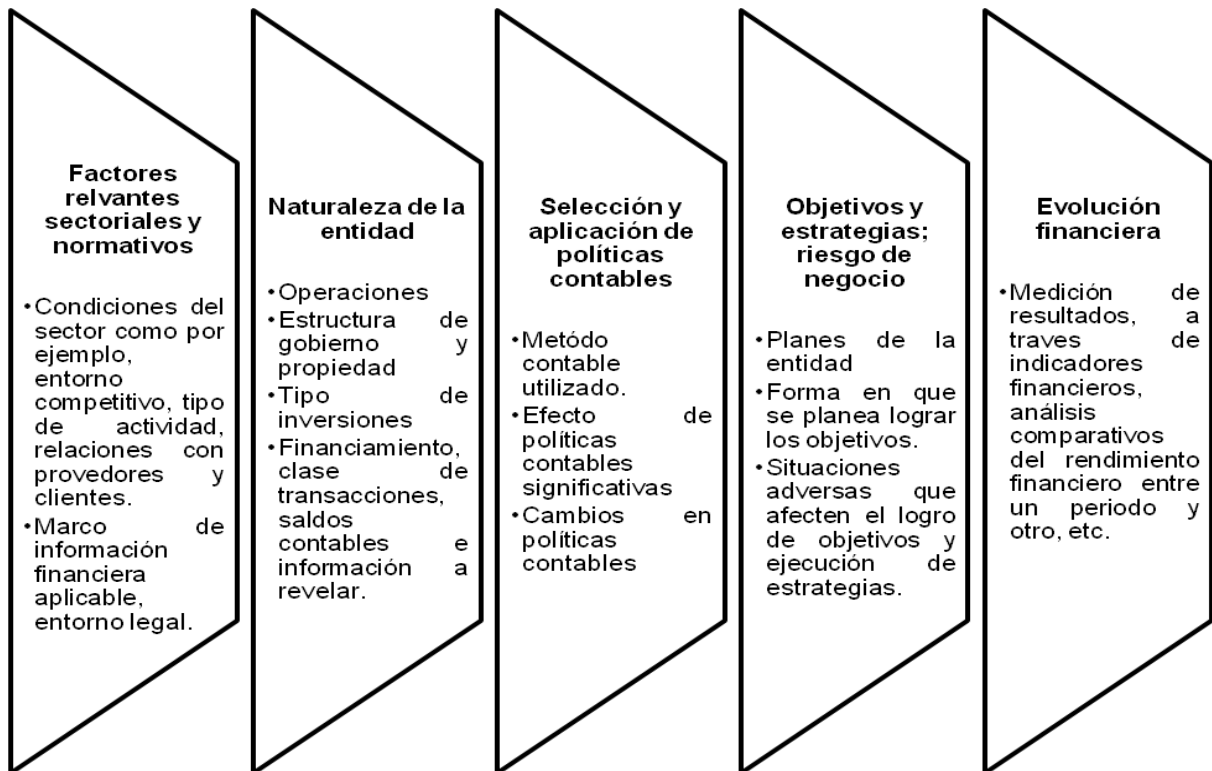 Factores
relvantes
sectoriales y
normativos
•Condiciones del
sector como por
ejemplo,
entorno
competitivo, tipo
de actividad,
relaciones con
provedores y
clientes.
•Marco de
información
financiera
aplicable,
entorno legal.
Naturaleza de la
entidad
•Operaciones
•Estructura de
gobierno y
propiedad
•Tipo de
inversiones
•Financiamiento,
clase de
transacciones,
saldos
contables e
información a
revelar.
Selección y
aplicación de
políticas
contables
•Metódo
contable
utilizado.
•Efecto de
políticas
contables
significativas
•Cambios en
políticas
contables
Objetivos y
estrategias;
riesgo de
negocio
•Planes de la
entidad
•Forma en que
se planea lograr
los objetivos.
•Situaciones
adversas que
afecten el logro
de objetivos y
ejecución de
estrategias.
Evolución
financiera
•Medición de
resultados, a
traves de
indicadores
financieros,
análisis
comparativos
del rendimiento
financiero entre
un periodo y
otro, etc.